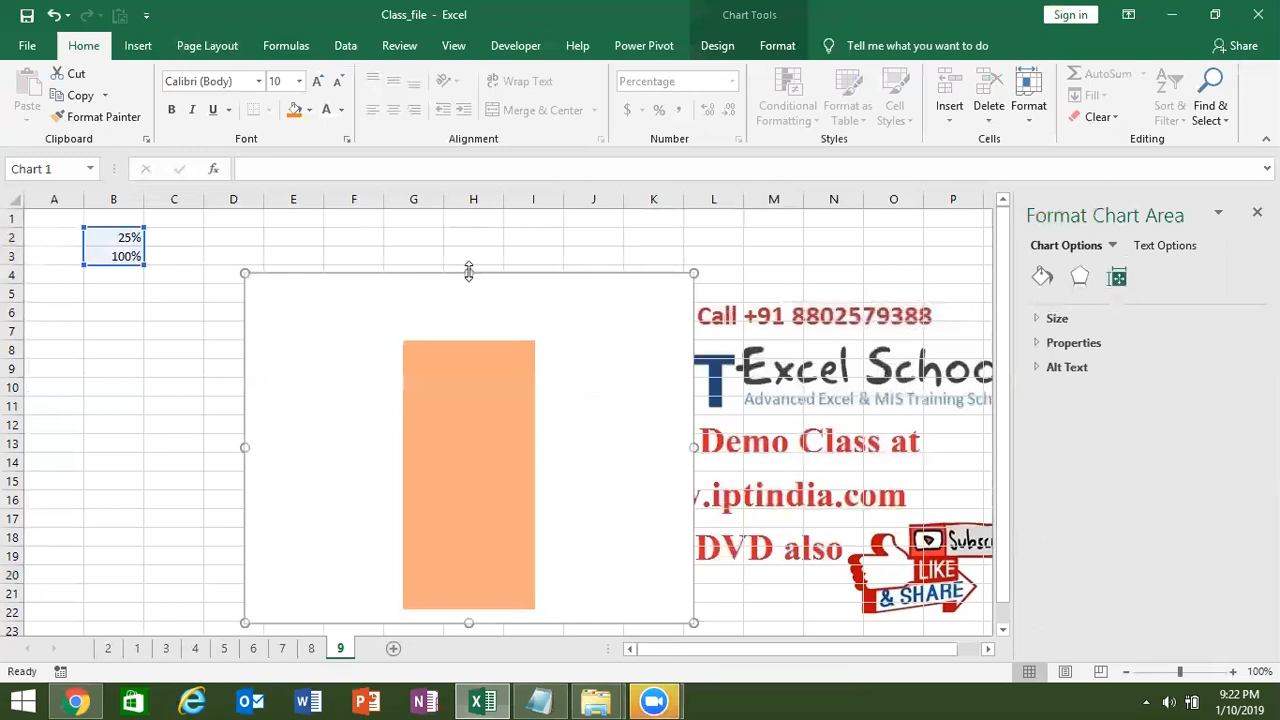 Class_file - Excel
Chart Tools
Sign in
File
Home
Insert
Page Layout
Formulas
Data
Review
View
Developer
Help
Power Pivot
Design
Format
Tell me what you want to do
Share
Paste
Cut
Copy
Format Painter
Clipboard
Calibri (Body)
10
B I U
Font
Wrap Text
Merge & Center
Alignment
Percentage
$ % ,
Number
Conditional Formatting
Format as Table
Cell Styles
Styles
Insert
Delete
Format
Cells
AutoSum
Fill
Clear
Sort & Filter
Find & Select
Editing
Chart 1
fx
A B C D E F G H I J K L M N O P
1
2 25%
3 100%
4
5
6
7
8
9
10
11
12
13
14
15
16
17
18
19
20
21
22
23
Call +91 8802579388
T Excel Schoo
Advanced Excel & MIS Training Sch
Demo Class at
.iptindia.com
DVD also
Subsc
LIKE
& SHARE
Format Chart Area
Chart Options
Text Options
Size
Properties
Alt Text
2 1 3 4 5 6 7 8 9
Ready
100%
9:22 PM
1/10/2019